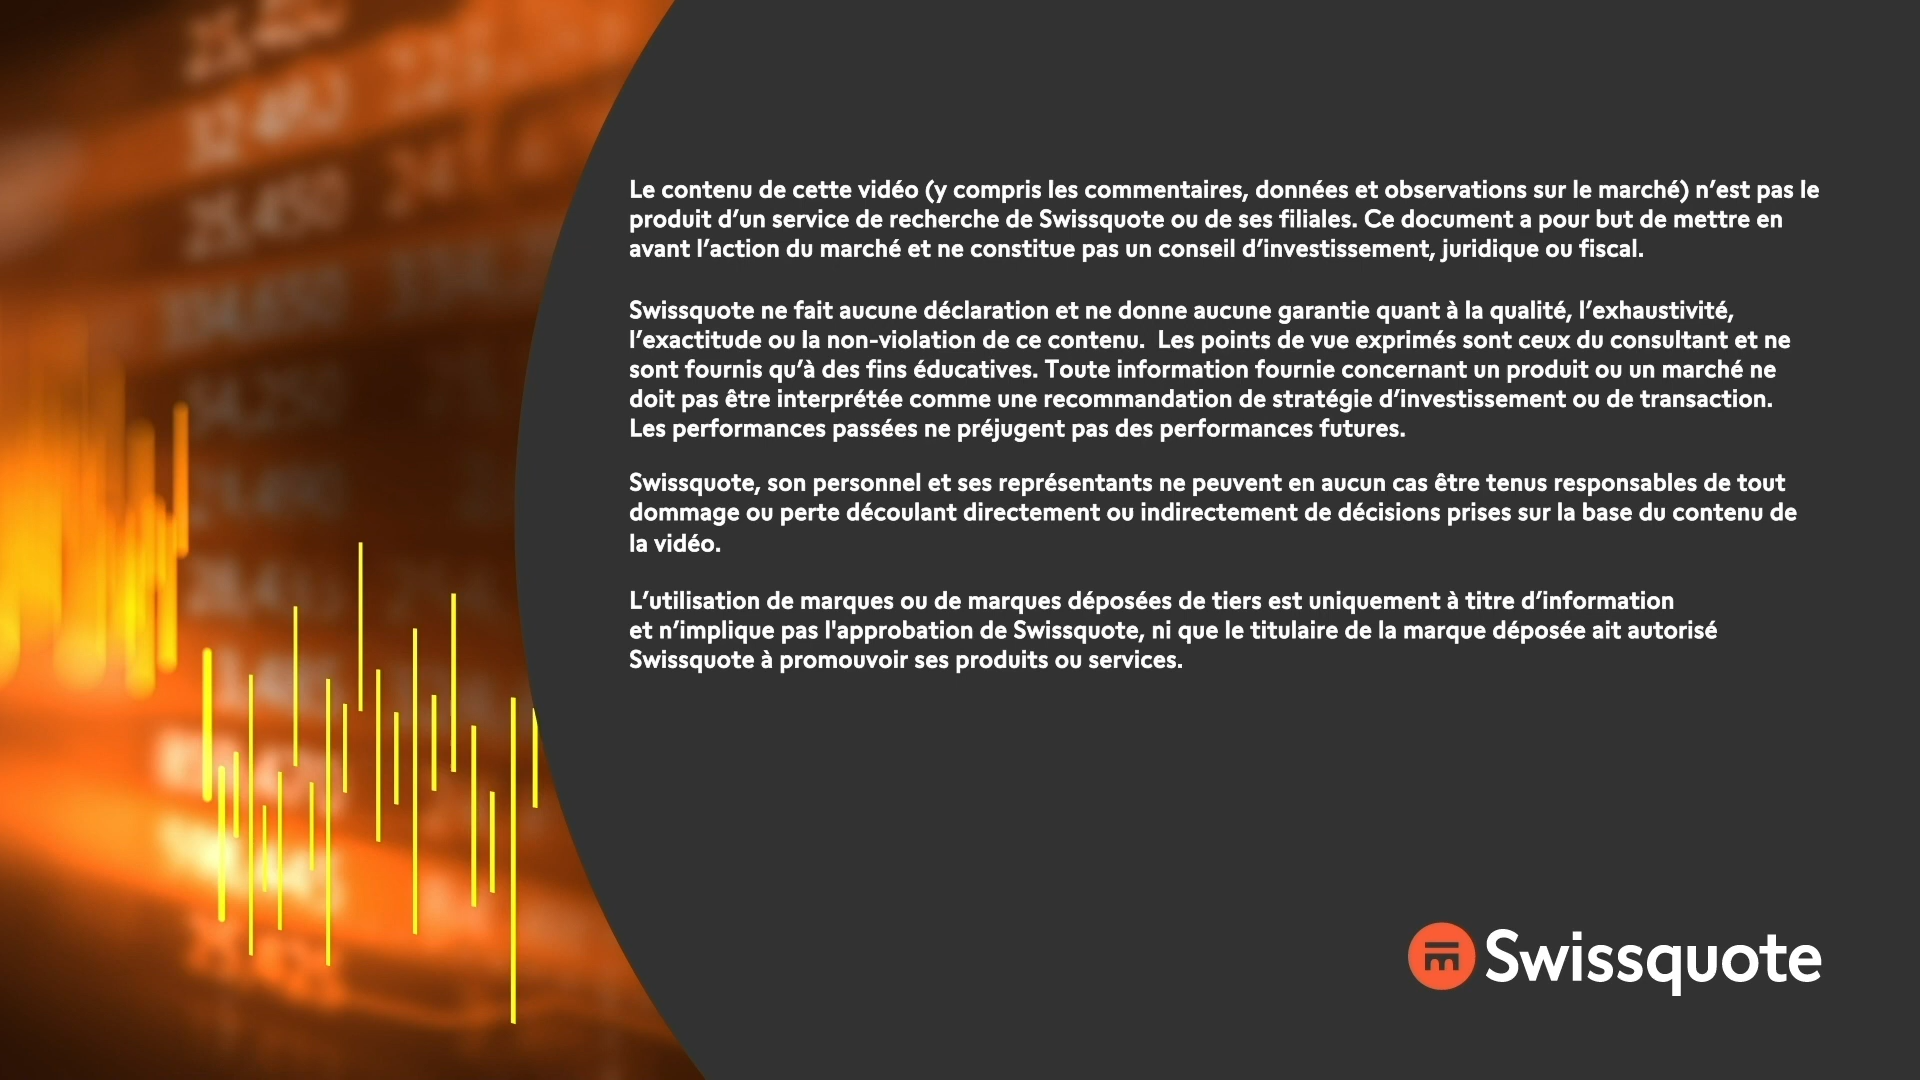 Le contenu de cette vidéo (y compris les commentaires, données et observations sur le marché) n’est pas le
produit d’un service de recherche de Swissquote ou de ses filiales. Ce document a pour but de mettre en
avant l’action du marché et ne constitue pas un conseil d’investissement, juridique ou fiscal.
Swissquote ne fait aucune déclaration et ne donne aucune garantie quant à la qualité, l’exhaustivité,
l’exactitude ou la non-violation de ce contenu.  Les points de vue exprimés sont ceux du consultant et ne
sont fournis qu’à des fins éducatives. Toute information fournie concernant un produit ou un marché ne
doit pas être interprétée comme une recommandation de stratégie d’investissement ou de transaction.
Les performances passées ne préjugent pas des performances futures.
Swissquote, son personnel et ses représentants ne peuvent en aucun cas être tenus responsables de tout
dommage ou perte découlant directement ou indirectement de décisions prises sur la base du contenu de
la vidéo.
L’utilisation de marques ou de marques déposées de tiers est uniquement à titre d’information
et n’implique pas l'approbation de Swissquote, ni que le titulaire de la marque déposée ait autorisé
Swissquote à promouvoir ses produits ou services.
Swissquote